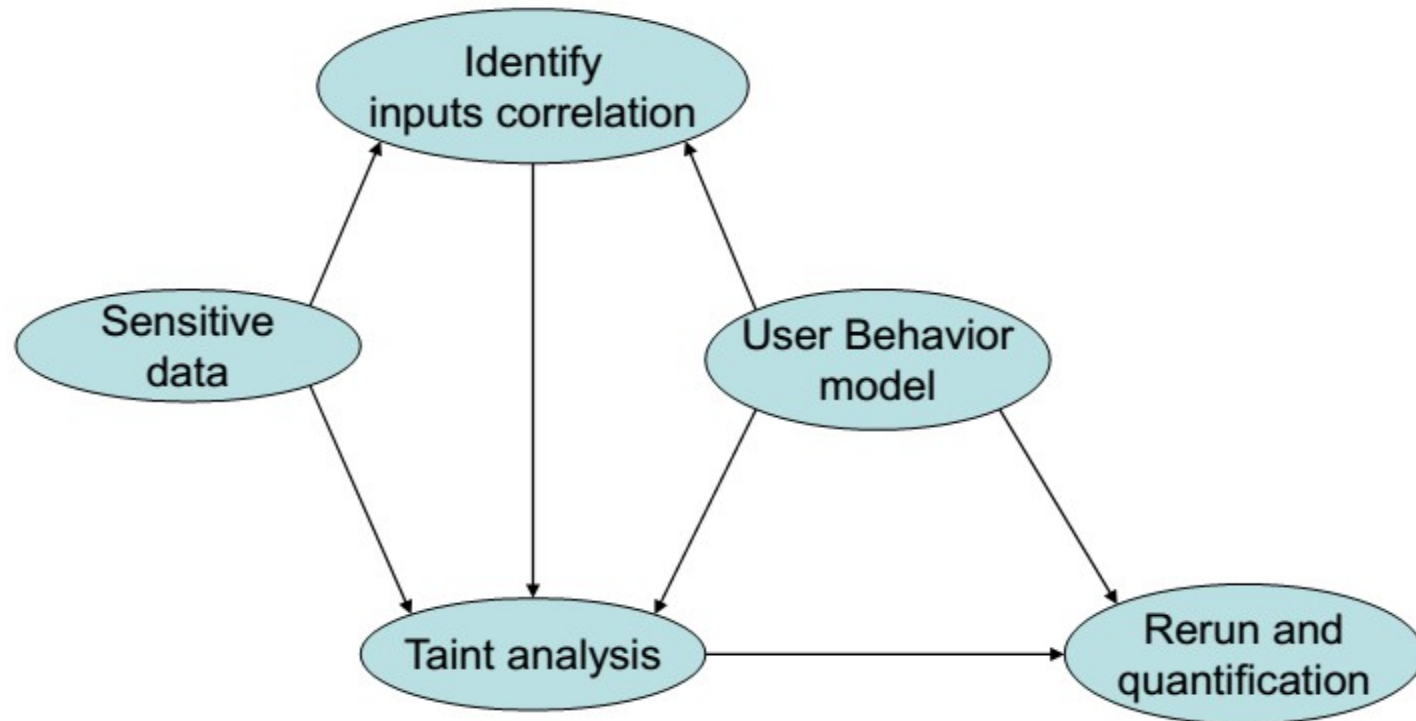 Identify
inputs correlation
Sensitive
data
User Behavior
model
Taint analysis
Rerun and
quantification